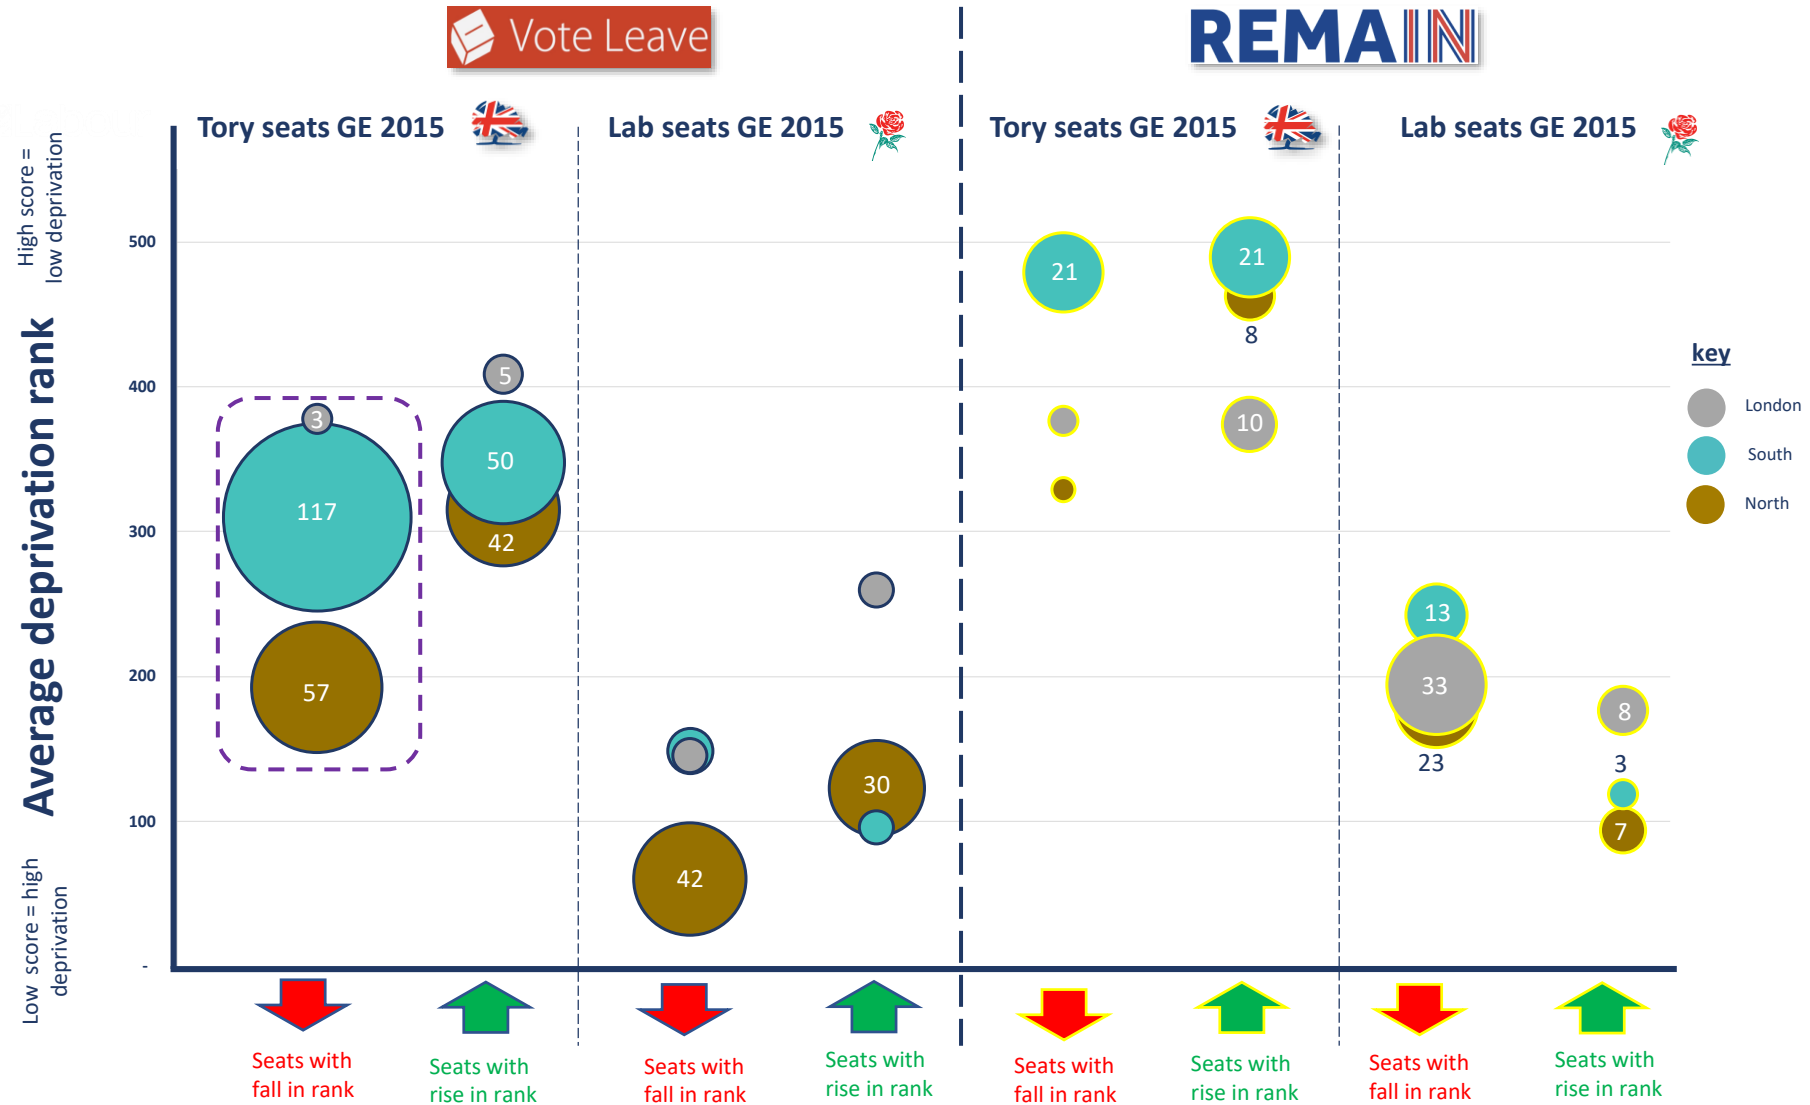 Vote Leave
REMAIN
Tory seats GE 2015
Lab seats GE 2015
Tory seats GE 2015
Lab seats GE 2015
High score =
low deprivation
Average deprivation rank
Low score = high
deprivation
500
400
300
200
100
-
3
117
57
5
50
42
42
30
21
21
8
10
13
33
23
8
3
7
key
London
South
North
Seats with
fall in rank
Seats with
rise in rank
Seats with
fall in rank
Seats with
rise in rank
Seats with
fall in rank
Seats with
rise in rank
Seats with
fall in rank
Seats with
rise in rank